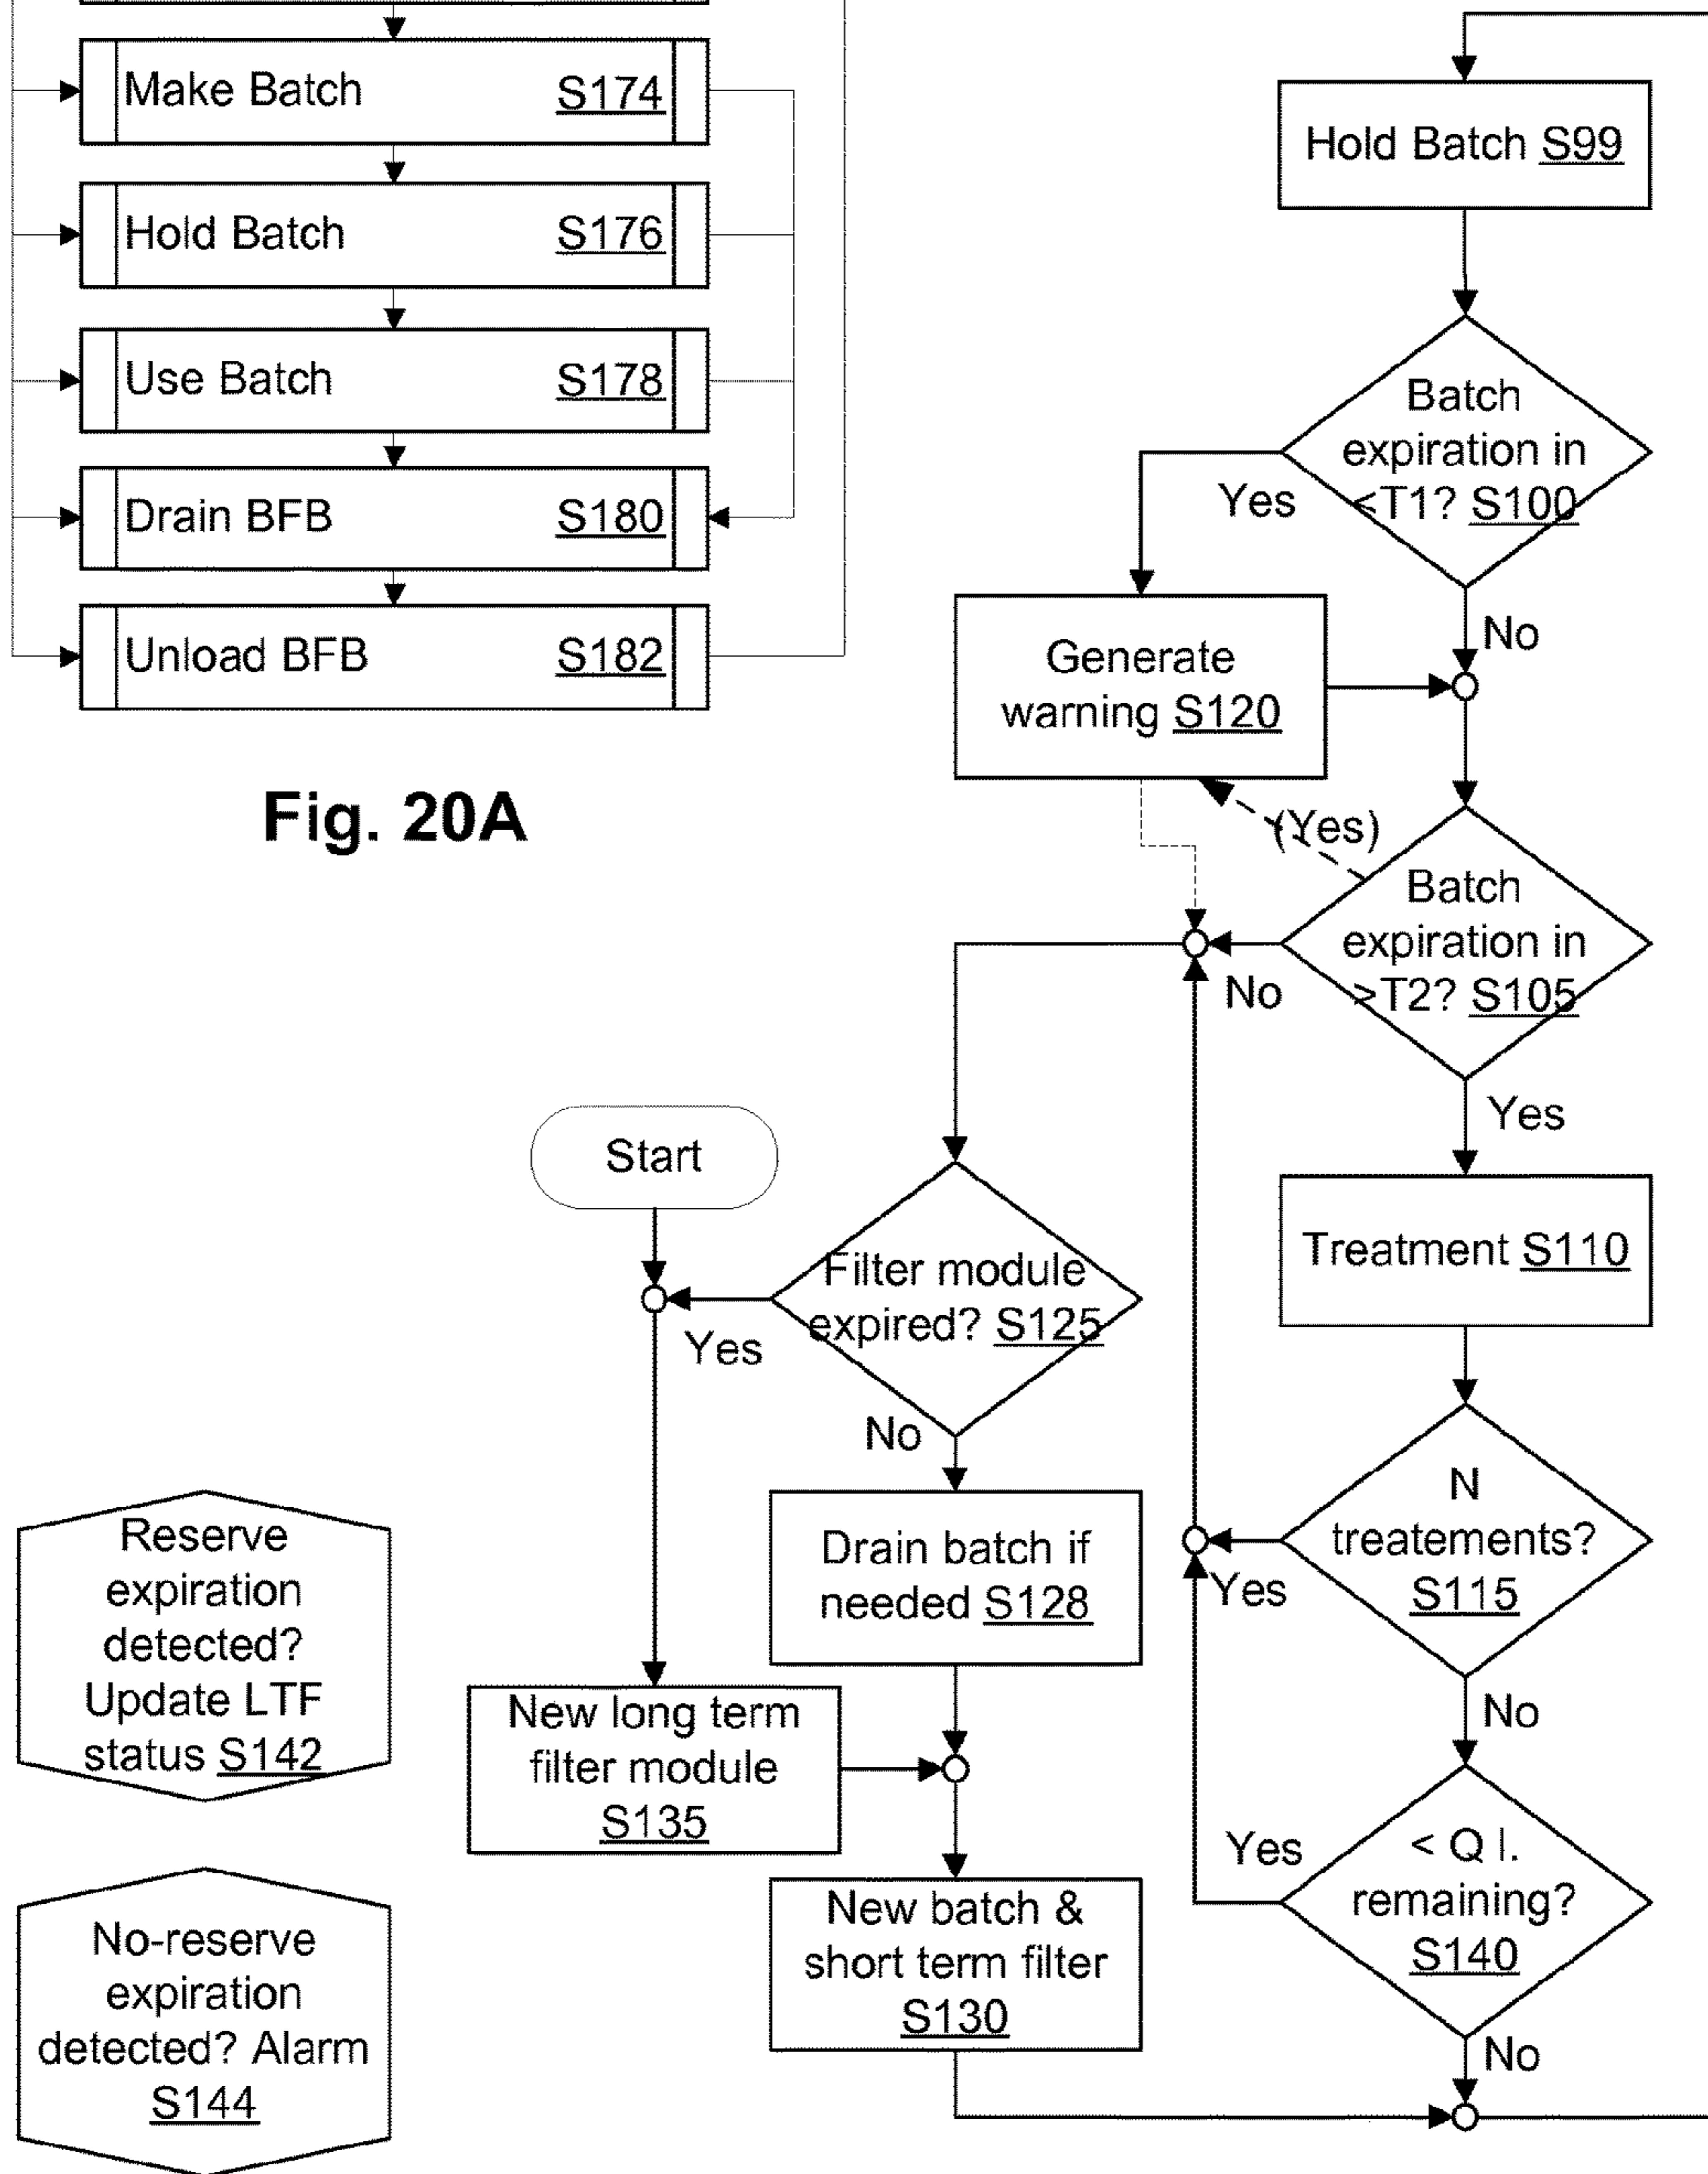 Make Batch S174
Hold Batch S176
Use Batch S178
Drain BFB S180
Unload BFB S182
Fig. 20A
Hold Batch S99
Batch
expiration in
<T1? S100
Yes
No
Generate
warning S120
(Yes)
Batch
expiration in
>T2? S105
No
Yes
Start
Filter module
expired? S125
Yes
No
Treatment S110
Drain batch if
needed S128
N
treatements?
S115
Yes
No
Reserve
expiration
detected?
Update LTF
status S142
New long term
filter module
S135
< Q l.
remaining?
S140
Yes
No
New batch &
short term filter
S130
No-reserve
expiration
detected? Alarm
S144